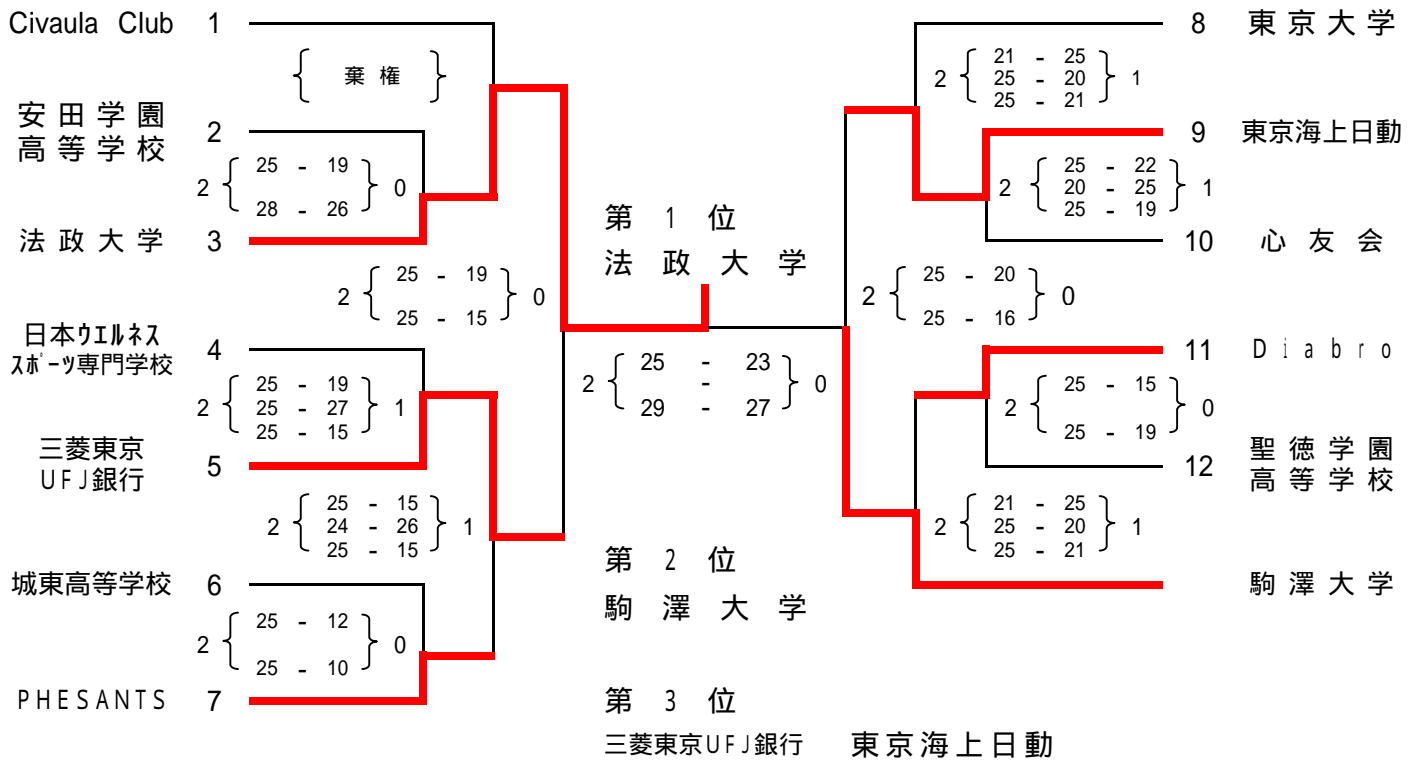 Civaula Club 1
{ 棄 権 }
安田学園
高等学校
2
2 { 25 - 19 } 0
28 - 26
法政大学 3
2 { 25 - 19 } 0
25 - 15
日本ウエルネス
スポーツ専門学校
4
2 { 25 - 19 } 1
25 - 27
25 - 15
三菱東京
UFJ銀行
5
2 { 25 - 15 } 1
24 - 26
25 - 15
城東高等学校 6
2 { 25 - 12 } 0
25 - 10
PHESANTS 7
第 1 位
法政大学
2 { 25 - 23 } 0
-
29 - 27
第 2 位
駒澤大学
第 3 位
三菱東京UFJ銀行 東京海上日動
8 東京大学
2 { 21 - 25 } 1
25 - 20
25 - 21
9 東京海上日動
2 { 25 - 22 } 1
20 - 25
25 - 19
10 心友会
2 { 25 - 20 } 0
25 - 16
11 Diabro
2 { 25 - 15 } 0
25 - 19
12
聖徳学園
高等学校
2 { 21 - 25 } 1
25 - 20
25 - 21
駒澤大学